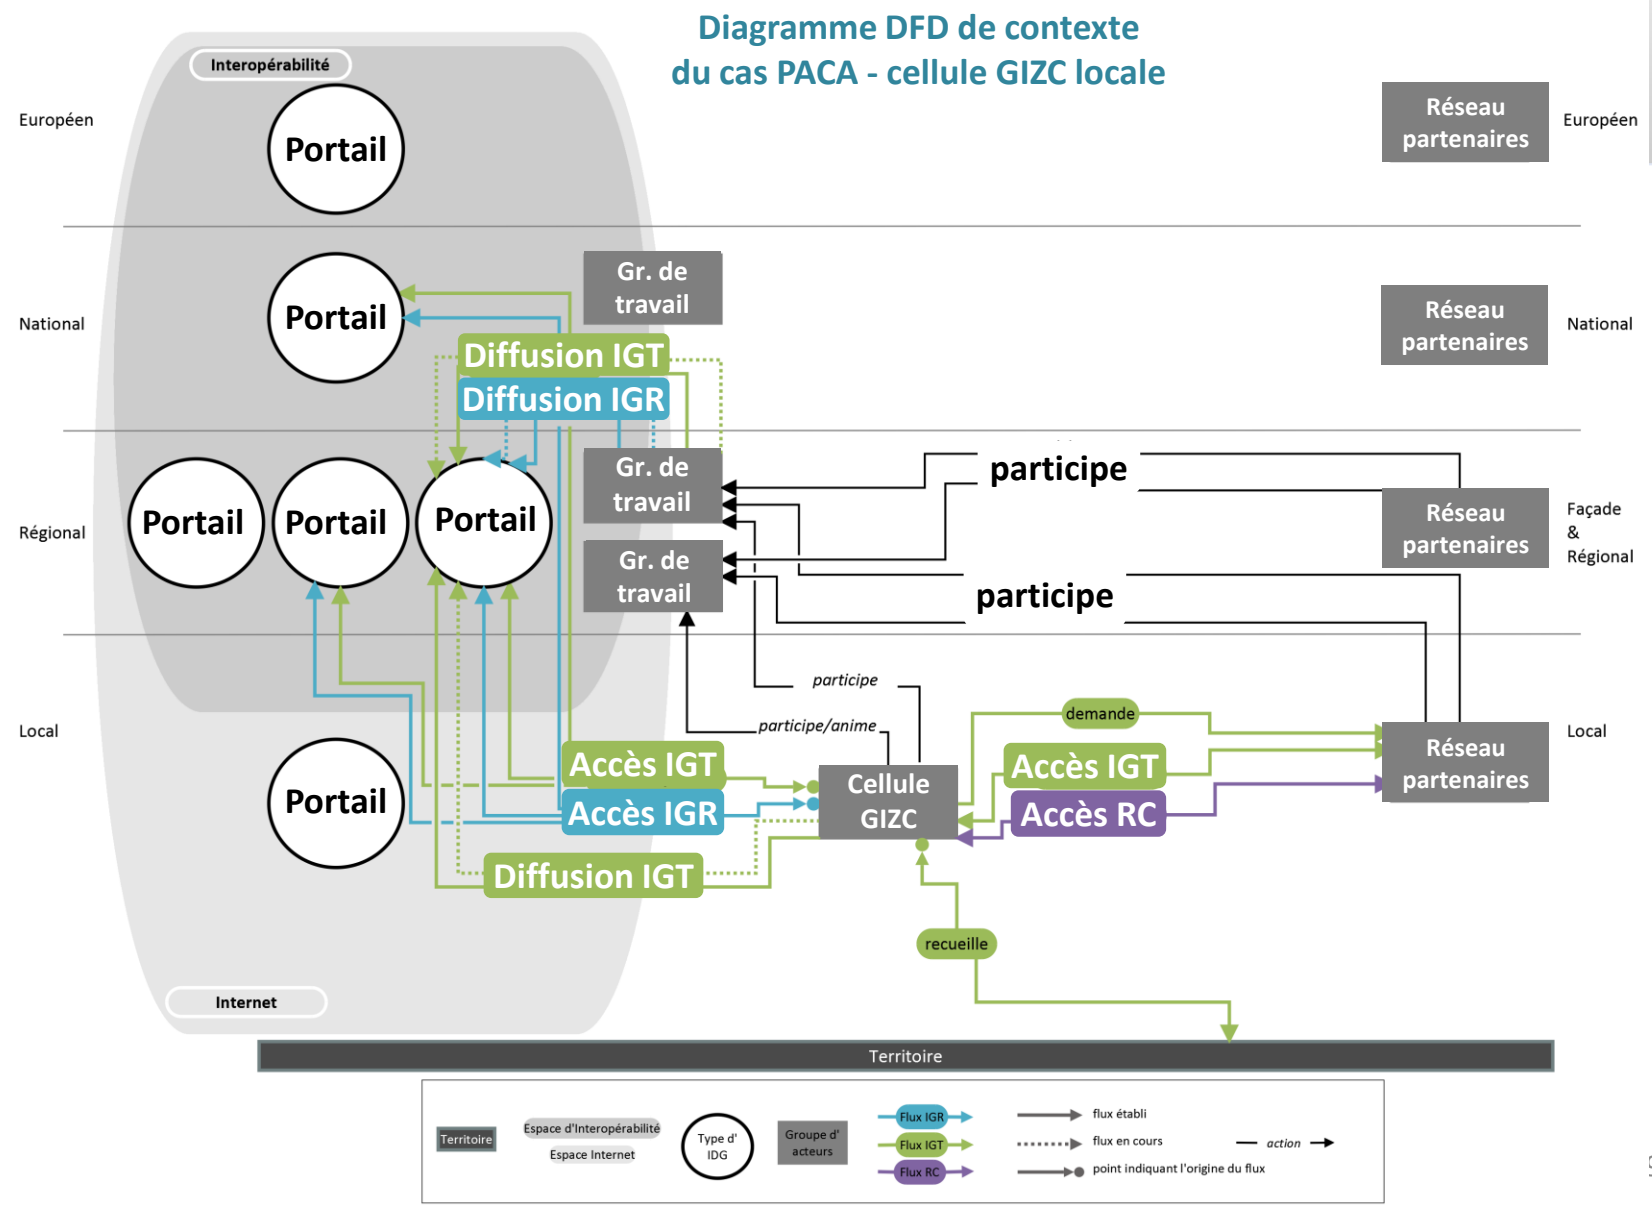 Diagramme DFD de contexte
du cas PACA - cellule GIZC locale
Interopérabilité
Européen
Portail
Réseau
partenaires
Européen
National
Portail
Gr. de
travail
Réseau
partenaires
National
Diffusion IGT
Diffusion IGR
Régional
Portail
Portail
Portail
Gr. de
travail
Gr. de
travail
participe
participe
Réseau
partenaires
Façade
&
Régional
Local
participe
participe/anime
demande
Portail
Accès IGT
Accès IGR
Cellule
GIZC
Accès IGT
Accès RC
Réseau
partenaires
Local
Diffusion IGT
recueille
Internet
Territoire
Territoire
Espace d'Interopérabilité
Espace Internet
Type d'
IDG
Groupe d'
acteurs
Flux IGR
Flux IGT
Flux RC
flux établi
flux en cours
point indiquant l'origine du flux
action